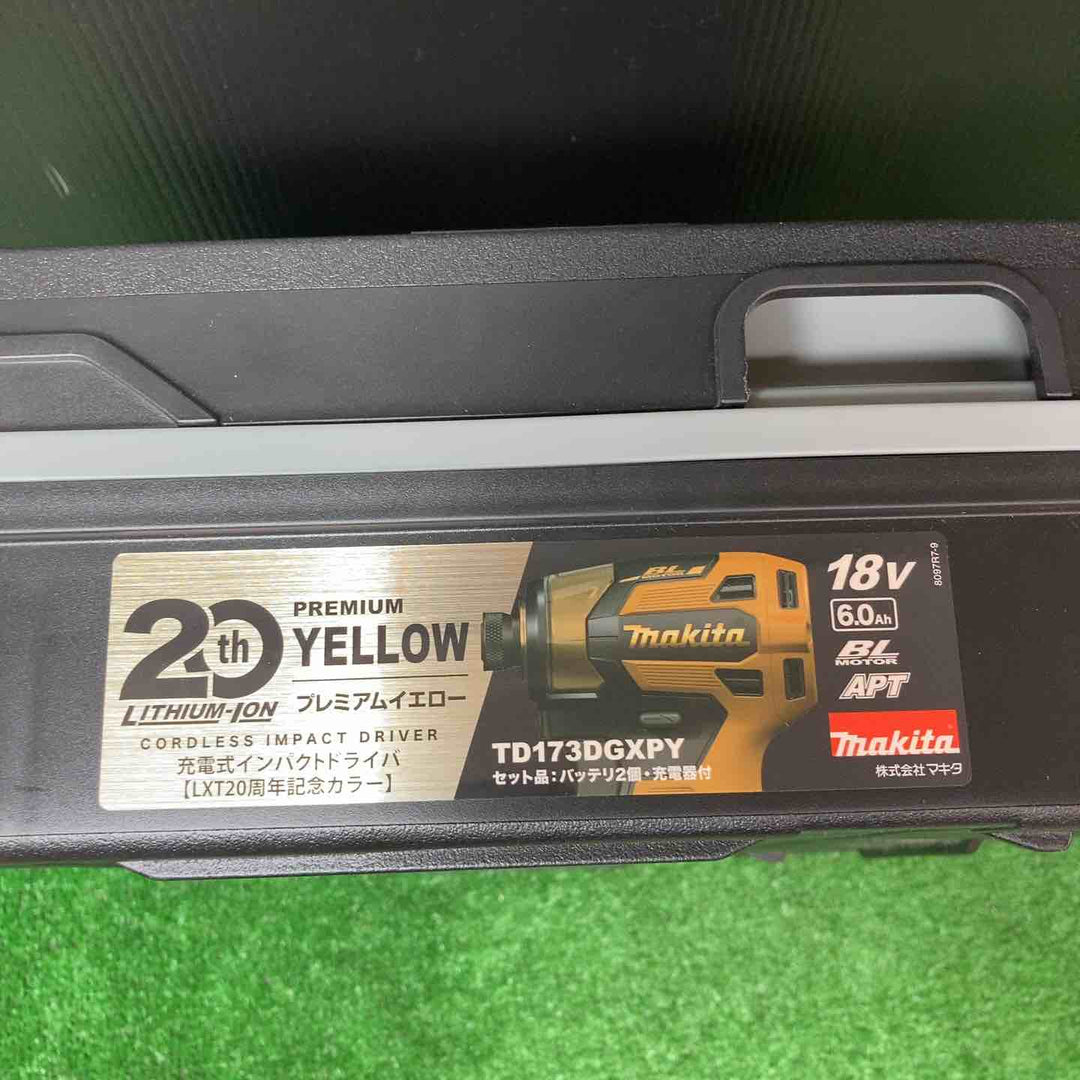 20th
LITHIUM-ION
PREMIUM
YELLOW
プレミアムイエロー
CORDLESS IMPACT DRIVER
充電式インパクトドライバ
【LXT20周年記念カラー】
BL
makita
TD173DGXPY
セット品:バッテリ2個・充電器付
18V
6.0Ah
BL
MOTOR
APT
makita
株式会社マキタ
8097R7-9